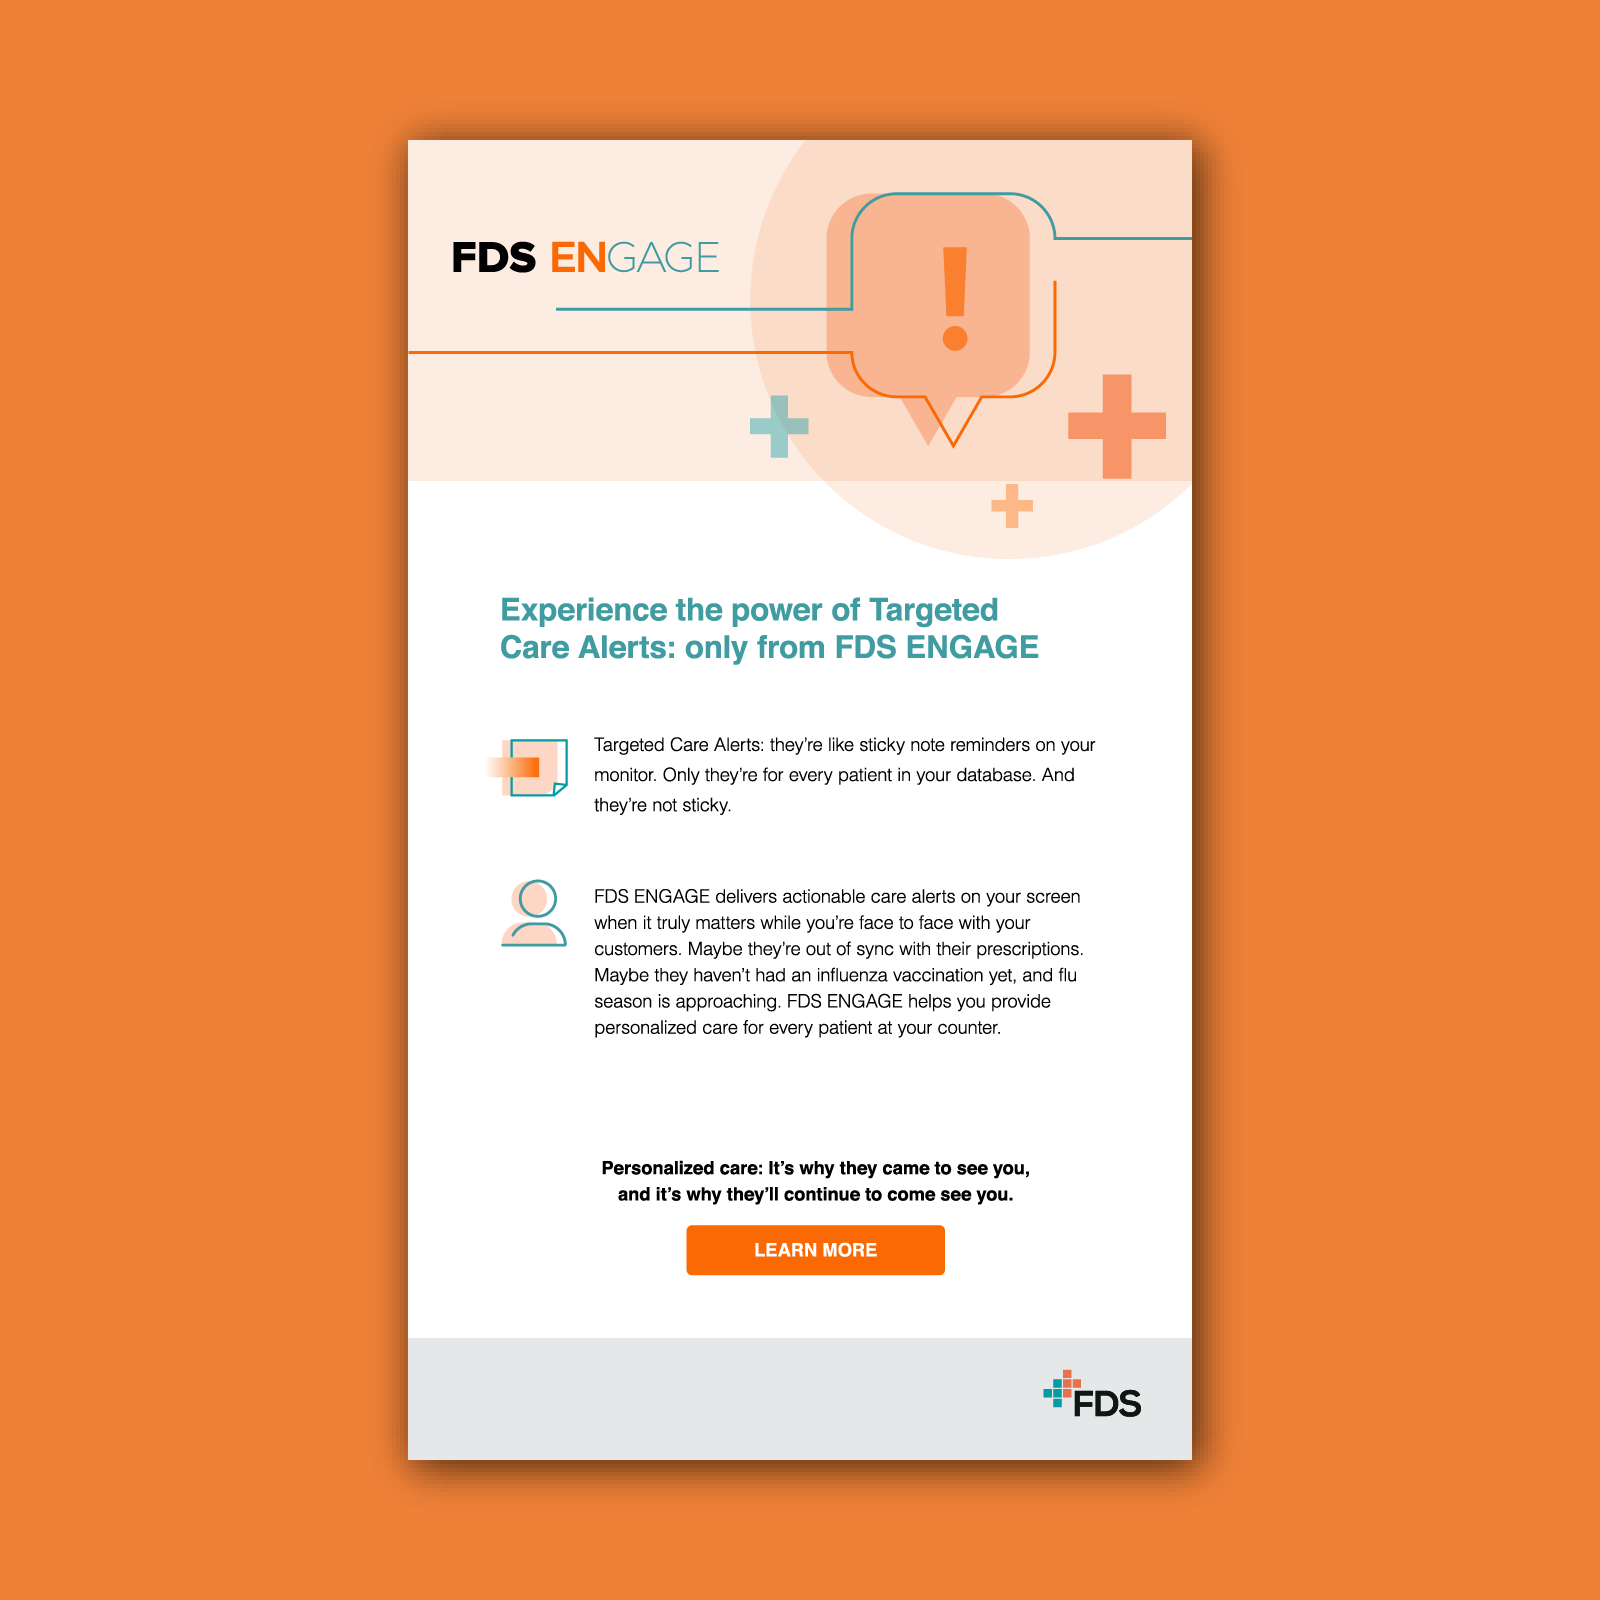 FDS ENGAGE
!
Experience the power of Targeted
Care Alerts: only from FDS ENGAGE
Targeted Care Alerts: they’re like sticky note reminders on your
monitor. Only they’re for every patient in your database. And
they’re not sticky.
FDS ENGAGE delivers actionable care alerts on your screen
when it truly matters while you’re face to face with your
customers. Maybe they’re out of sync with their prescriptions.
Maybe they haven’t had an influenza vaccination yet, and flu
season is approaching. FDS ENGAGE helps you provide
personalized care for every patient at your counter.
Personalized care: It’s why they came to see you,
and it’s why they’ll continue to come see you.
LEARN MORE
FDS